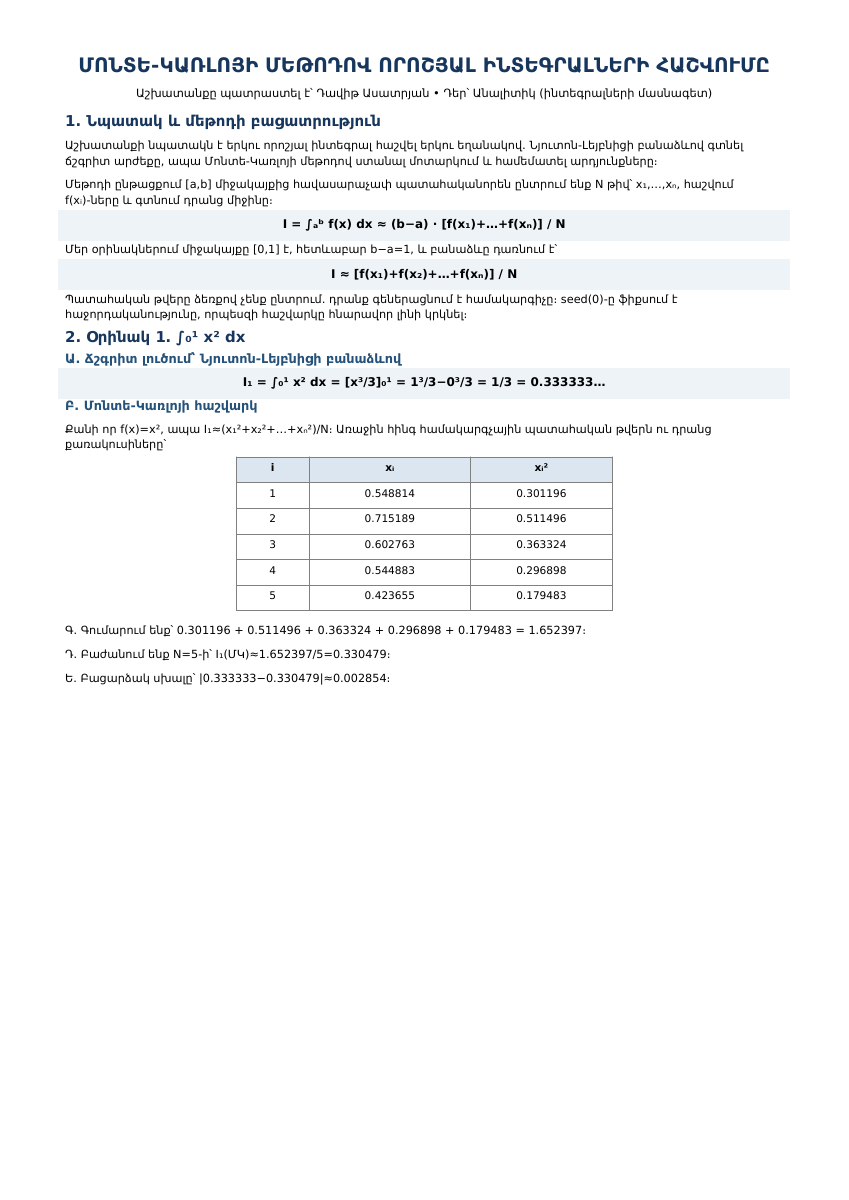 ՄՈՆՏԵ-ԿԱՌԼՈՅԻ ՄԵԹՈԴՈՎ ՈՐՈՇՅԱԼ ԻՆՏԵԳՐԱԼՆԵՐԻ ՀԱՇՎՈՒՄԸ
Աշխատանքը պատրաստել է՝ Դավիթ Ասատրյան • Դեր՝ Անալիտիկ (ինտեգրալների մասնագետ)
1. Նպատակ և մեթոդի բացատրություն
Աշխատանքի նպատակն է երկու որոշյալ ինտեգրալ հաշվել երկու եղանակով. Նյուտոն-Լեյբնիցի բանաձևով գտնել
ճշգրիտ արժեքը, ապա Մոնտե-Կառլոյի մեթոդով ստանալ մոտարկում և համեմատել արդյունքները։
Մեթոդի ընթացքում [a,b] միջակայքից հավասարաչափ պատահականորեն ընտրում ենք N թիվ՝ x₁,…,xₙ, հաշվում
f(xᵢ)-ները և գտնում դրանց միջինը։
I = ∫ₐᵇ f(x) dx ≈ (b−a) · [f(x₁)+…+f(xₙ)] / N
Մեր օրինակներում միջակայքը [0,1] է, հետևաբար b−a=1, և բանաձևը դառնում է՝
I ≈ [f(x₁)+f(x₂)+…+f(xₙ)] / N
Պատահական թվերը ձեռքով չենք ընտրում. դրանք գեներացնում է համակարգիչը։ seed(0)-ը ֆիքսում է
հաջորդականությունը, որպեսզի հաշվարկը հնարավոր լինի կրկնել։
2. Օրինակ 1. ∫₀¹ x² dx
Ա. Ճշգրիտ լուծում՝ Նյուտոն-Լեյբնիցի բանաձևով
I₁ = ∫₀¹ x² dx = [x³/3]₀¹ = 1³/3−0³/3 = 1/3 = 0.333333…
Բ. Մոնտե-Կառլոյի հաշվարկ
Քանի որ f(x)=x², ապա I₁≈(x₁²+x₂²+…+xₙ²)/N։ Առաջին հինգ համակարգչային պատահական թվերն ու դրանց
քառակուսիները՝
i xᵢ xᵢ²
1 0.548814 0.301196
2 0.715189 0.511496
3 0.602763 0.363324
4 0.544883 0.296898
5 0.423655 0.179483
Գ. Գումարում ենք՝ 0.301196 + 0.511496 + 0.363324 + 0.296898 + 0.179483 = 1.652397։
Դ. Բաժանում ենք N=5-ի՝ I₁(ՄԿ)≈1.652397/5=0.330479։
Ե. Բացարձակ սխալը՝ |0.333333−0.330479|≈0.002854։